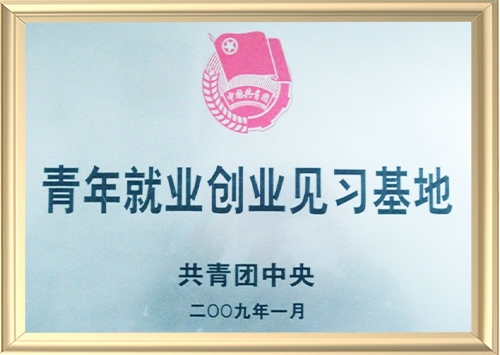 中国共青团
青年就业创业见习基地
共青团中央
二〇〇九年一月